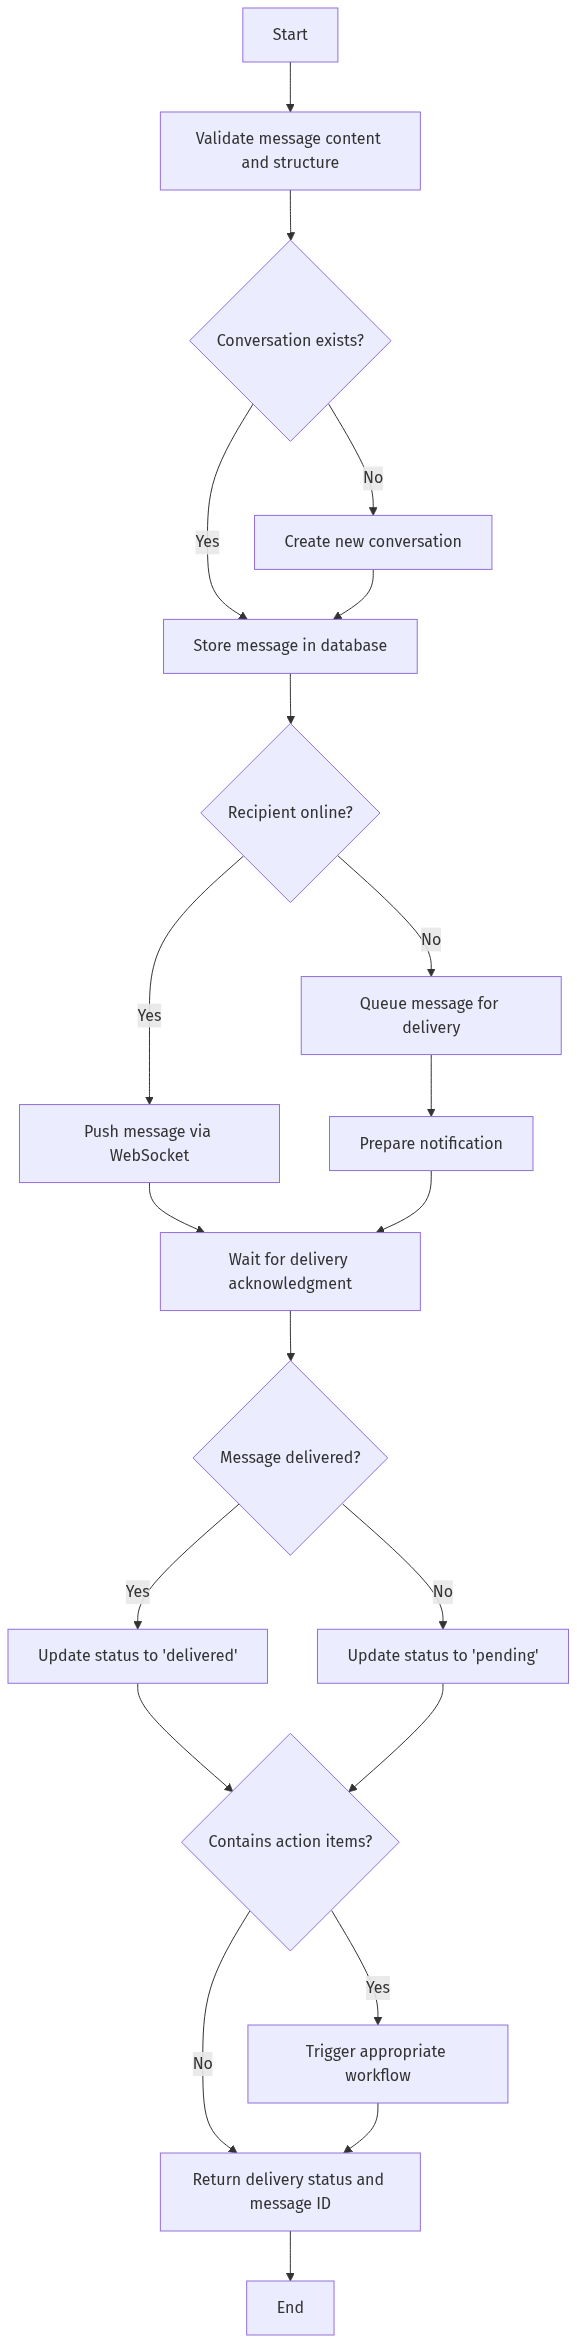 Start
Validate message content
and structure
Conversation exists?
No
Yes
Create new conversation
Store message in database
Recipient online?
No
Yes
Queue message for
delivery
Push message via
WebSocket
Prepare notification
Wait for delivery
acknowledgment
Message delivered?
Yes
No
Update status to 'delivered'
Update status to 'pending'
Contains action items?
Yes
No
Trigger appropriate
workflow
Return delivery status and
message ID
End